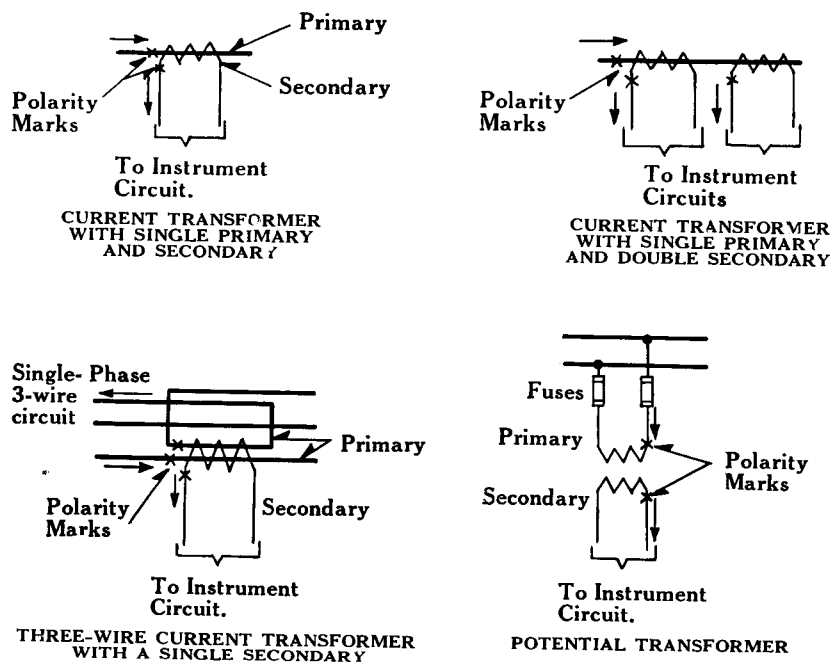 Primary
Secondary
Polarity
Marks
To Instrument
Circuit.
CURRENT TRANSFORMER
WITH SINGLE PRIMARY
AND SECONDARY
Polarity
Marks
To Instrument
Circuits
CURRENT TRANSFORMER
WITH SINGLE PRIMARY
AND DOUBLE SECONDARY
Single- Phase
3-wire
circuit
Primary
Polarity
Marks
Secondary
To Instrument
Circuit.
THREE-WIRE CURRENT TRANSFORMER
WITH A SINGLE SECONDARY
Fuses
Primary
Secondary
Polarity
Marks
To Instrument
Circuit.
POTENTIAL TRANSFORMER